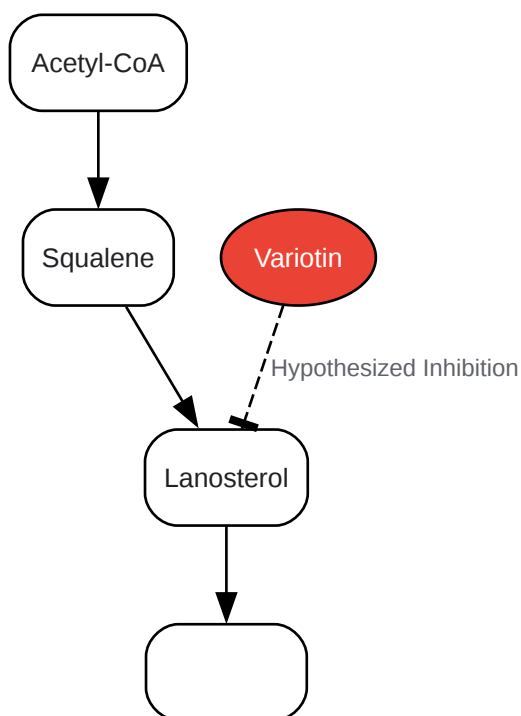 Acetyl-CoA
Squalene
Variotin
Hypothesized Inhibition
Lanosterol